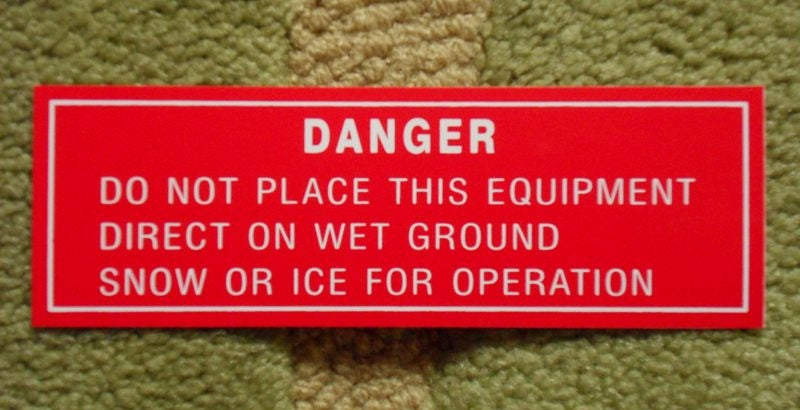 DANGER
DO NOT PLACE THIS EQUIPMENT
DIRECT ON WET GROUND
SNOW OR ICE FOR OPERATION